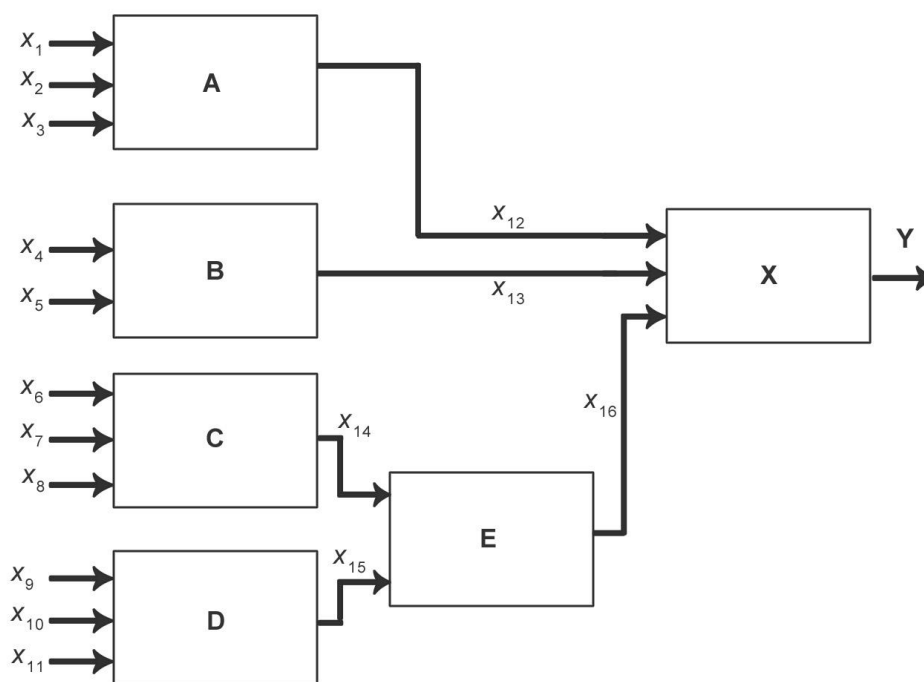 x₁
x₂
x₃
A
x₄
x₅
B
x₁₂
x₁₃
X
Y
x₆
x₇
x₈
C
x₁₄
x₁₆
E
x₉
x₁₀
x₁₁
D
x₁₅